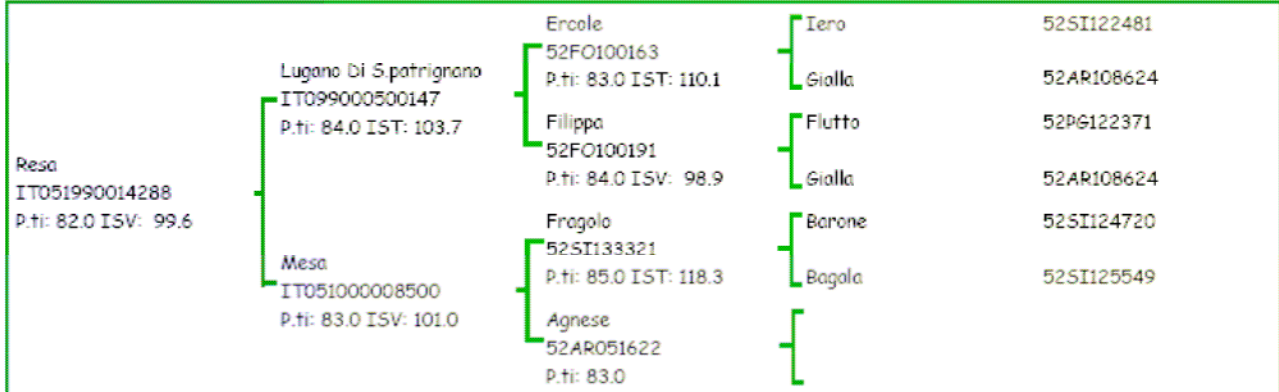 Resa
IT051990014288
P.ti: 82.0 ISV: 99.6
Lugano Di S.patrignano
IT099000500147
P.ti: 84.0 IST: 103.7
Mesa
IT051000008500
P.ti: 83.0 ISV: 101.0
Ercole
52FO100163
P.ti: 83.0 IST: 110.1
Filippa
52FO100191
P.ti: 84.0 ISV: 98.9
Fragolo
52SI133321
P.ti: 85.0 IST: 118.3
Agnese
52AR051622
P.ti: 83.0
Iero 52SI122481
Gialla 52AR108624
Flutto 52PG122371
Gialla 52AR108624
Barone 52SI124720
Bagala 52SI125549